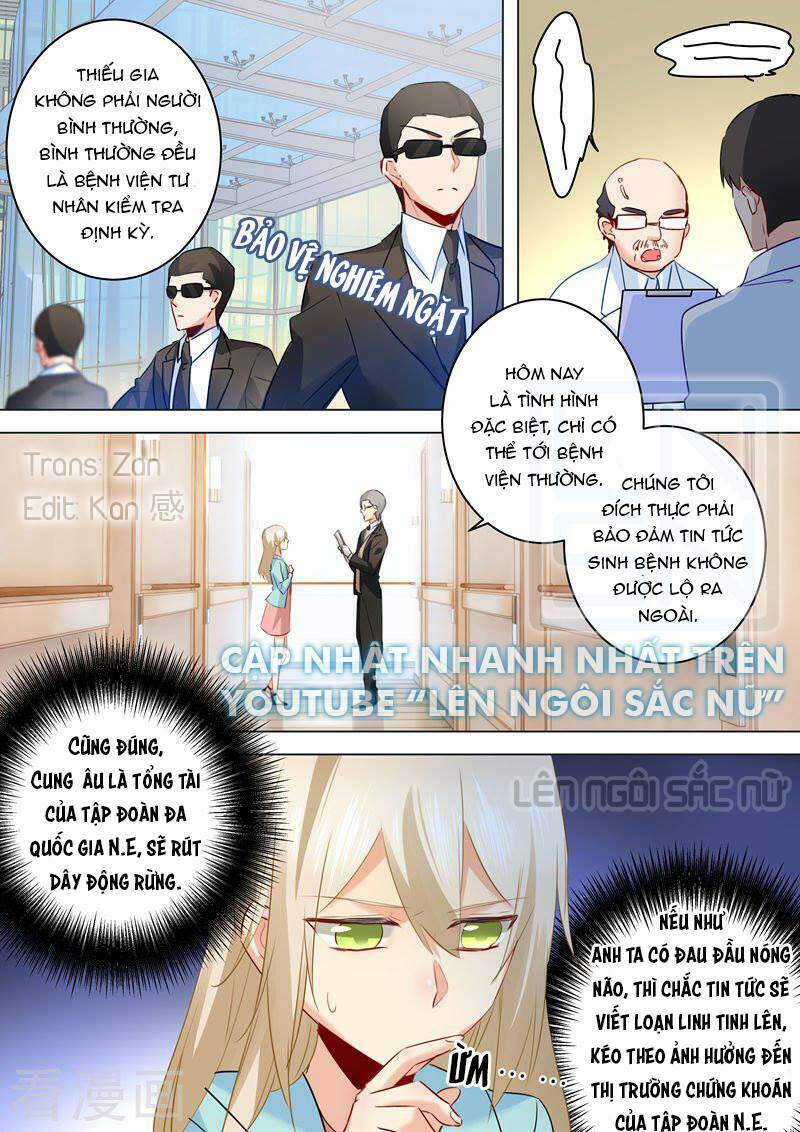 THIẾU GIA
KHÔNG PHẢI NGƯỜI
BÌNH THƯỜNG,
BÌNH THƯỜNG ĐỀU
LÀ BỆNH VIỆN TƯ
NHÂN KIỂM TRA
ĐỊNH KỲ.
BẢO VỆ NGHIÊM NGẶT
HÔM NAY
LÀ TÌNH HÌNH
ĐẶC BIỆT, CHỈ CÓ
THỂ TỚI BỆNH
VIỆN THƯỜNG.
CHÚNG TÔI
ĐÍCH THỰC PHẢI
BẢO ĐẢM TIN TỨC
SINH BỆNH KHÔNG
ĐƯỢC LỘ RA
NGOÀI.
Trans: Zan
Edit: Kan 感
CẬP NHẬT NHANH NHẤT TRÊN
YOUTUBE “LÊN NGÔI SẮC NỮ”
LÊN NGÔI SẮC NỮ
CŨNG ĐÚNG,
CUNG ÂU LÀ TỔNG TÀI
CỦA TẬP ĐOÀN ĐA
QUỐC GIA N.E, SẼ RÚT
DÂY ĐỘNG RỪNG.
NẾU NHƯ
ANH TA CÓ ĐAU ĐẦU NÓNG
NÃO, THÌ CHẮC TIN TỨC SẼ
VIẾT LOẠN LINH TINH LÊN,
KÉO THEO ẢNH HƯỞNG ĐẾN
THỊ TRƯỜNG CHỨNG KHOÁN
CỦA TẬP ĐOÀN N.E.
ỪM . . . . . .
看漫画